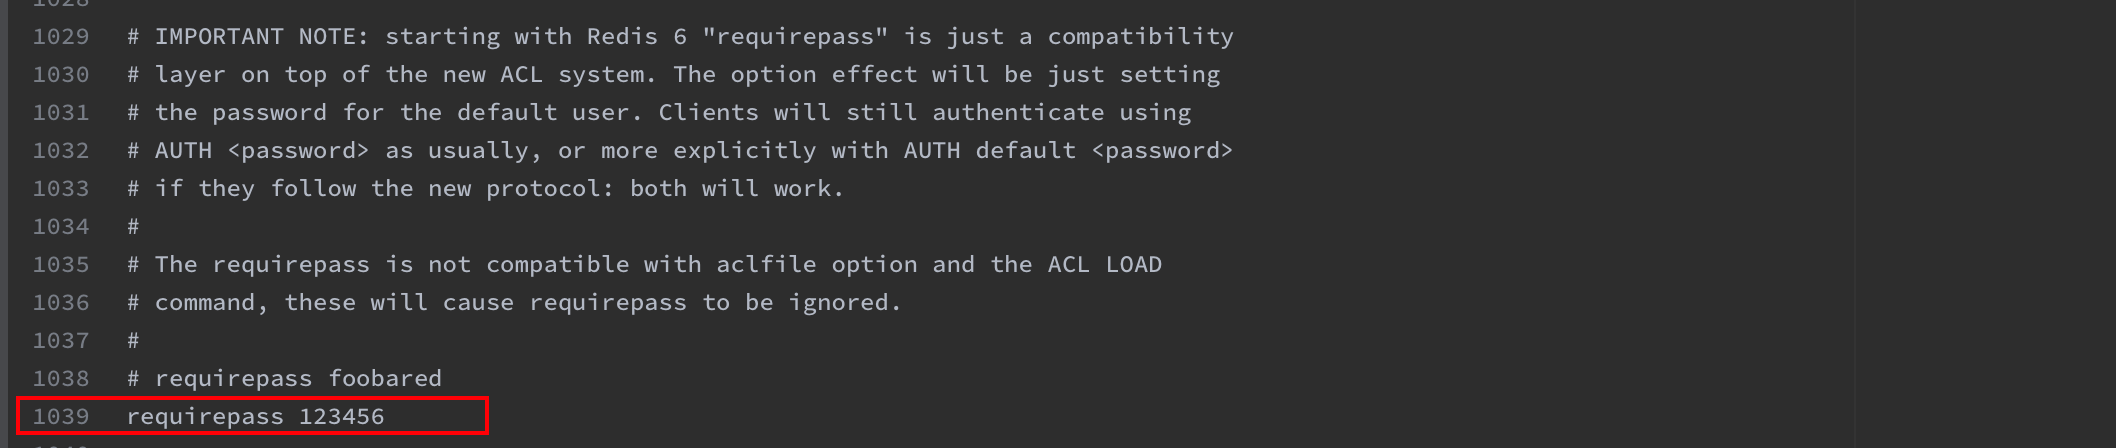 1029 # IMPORTANT NOTE: starting with Redis 6 "requirepass" is just a compatibility
1030 # layer on top of the new ACL system. The option effect will be just setting
1031 # the password for the default user. Clients will still authenticate using
1032 # AUTH <password> as usually, or more explicitly with AUTH default <password>
1033 # if they follow the new protocol: both will work.
1034 #
1035 # The requirepass is not compatible with aclfile option and the ACL LOAD
1036 # command, these will cause requirepass to be ignored.
1037 #
1038 # requirepass foobared
1039 requirepass 123456